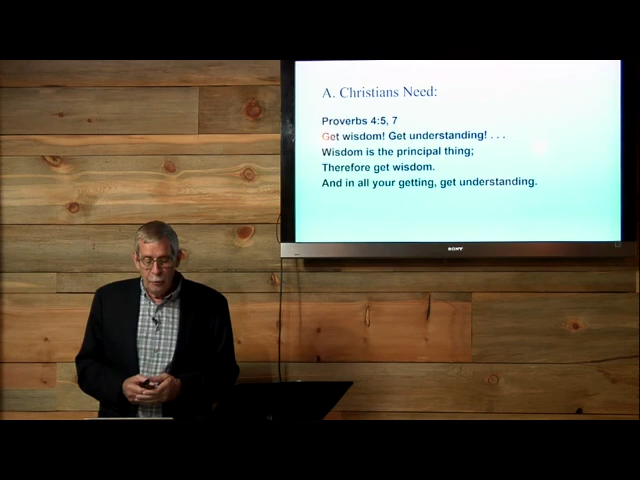 A. Christians Need:
Proverbs 4:5, 7
Get wisdom! Get understanding! . . .
Wisdom is the principal thing;
Therefore get wisdom.
And in all your getting, get understanding.
SONY